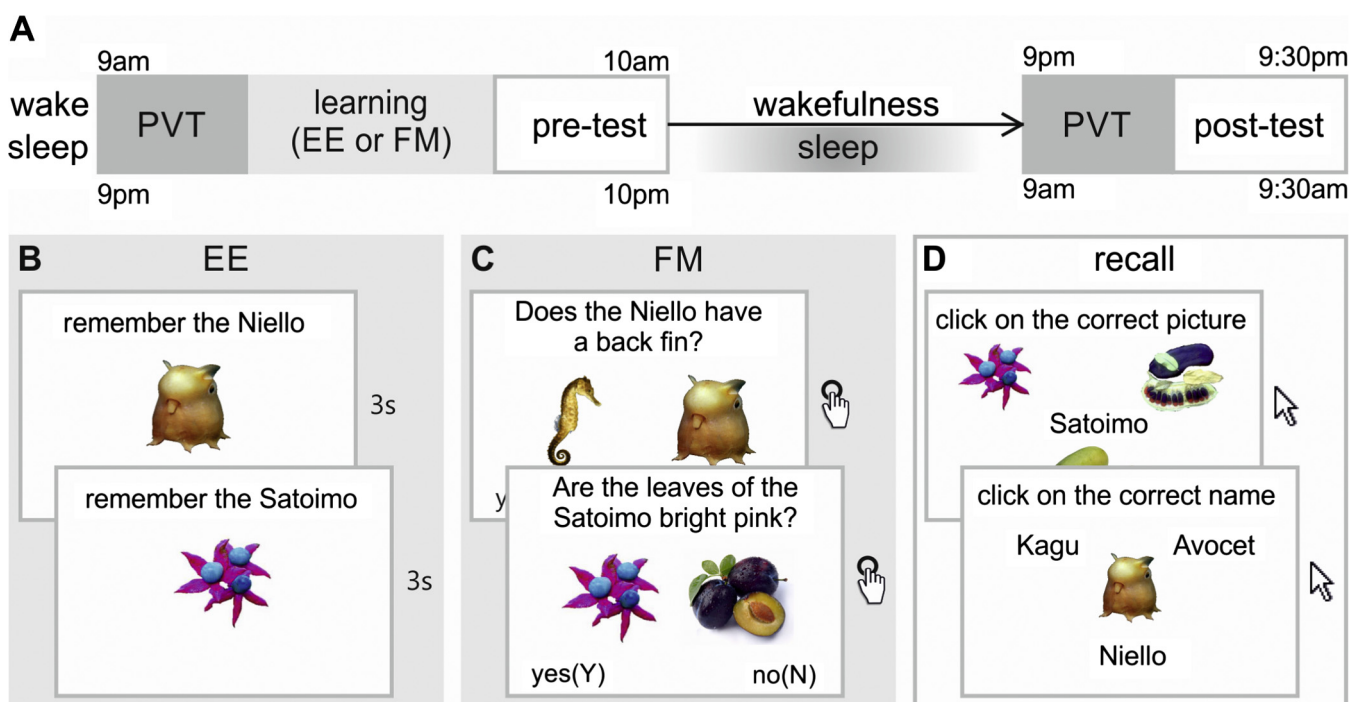 A
9am
10am
9pm
9:30pm
wake
sleep
PVT
learning
(EE or FM)
pre-test
wakefulness
sleep
PVT
post-test
9pm
10pm
9am
9:30am
B
EE
remember the Niello
3s
remember the Satoimo
3s
C
FM
Does the Niello have
a back fin?
y
Are the leaves of the
Satoimo bright pink?
yes(Y)
no(N)
D
recall
click on the correct picture
Satoimo
click on the correct name
Kagu
Avocet
Niello